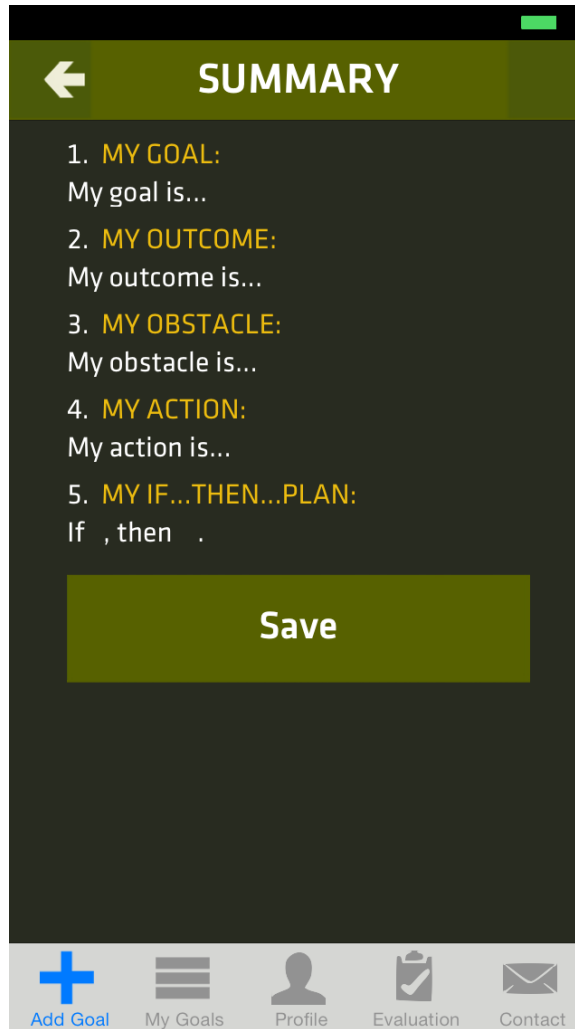 SUMMARY
1. MY GOAL:
My goal is...
2. MY OUTCOME:
My outcome is...
3. MY OBSTACLE:
My obstacle is...
4. MY ACTION:
My action is...
5. MY IF...THEN...PLAN:
If , then .
Save
Add Goal My Goals Profile Evaluation Contact